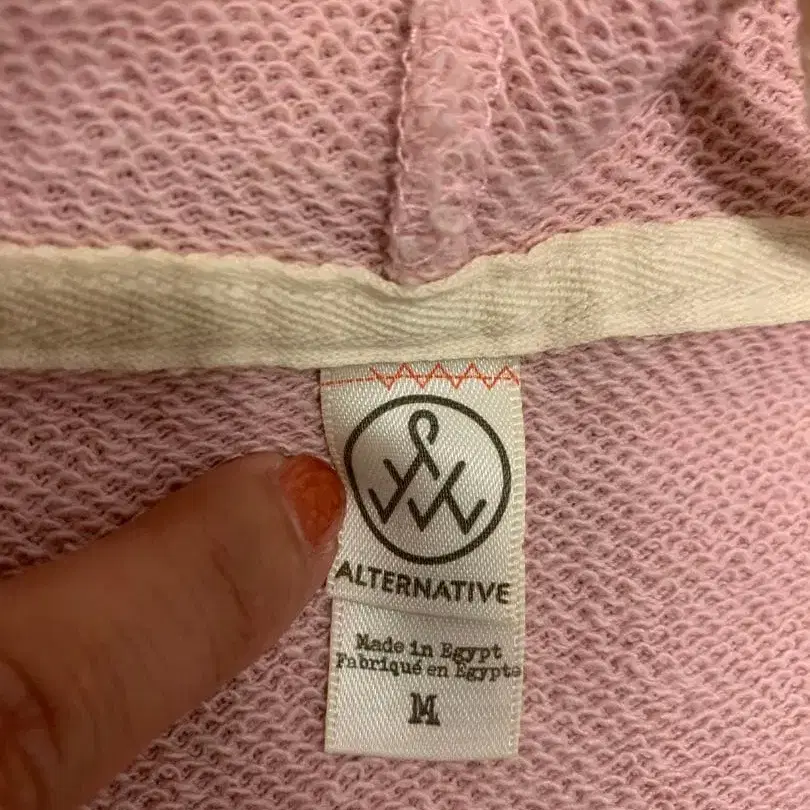 ALTERNATIVE
Made in Egypt
Fabriqué en Egypte
M